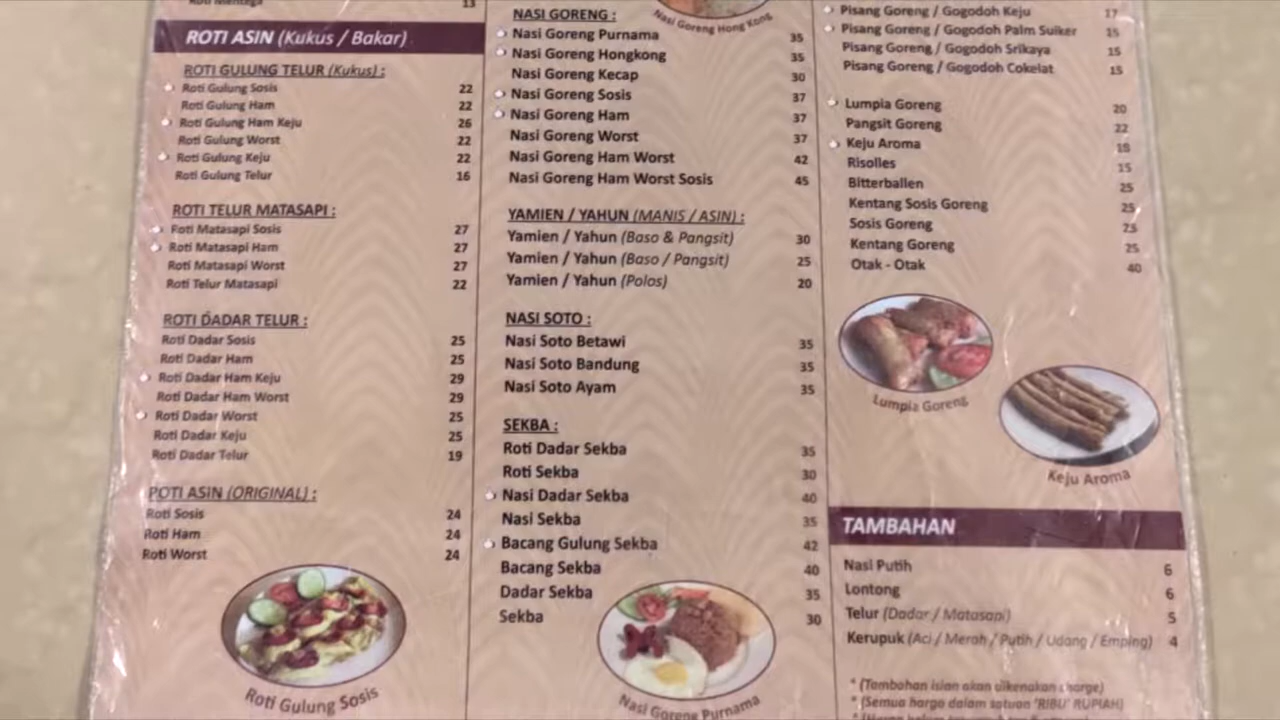 Roti Mentega 13
ROTI ASIN (Kukus / Bakar)
ROTI GULUNG TELUR (Kukus) :
Roti Gulung Sosis 22
Roti Gulung Ham 22
Roti Gulung Ham Keju 26
Roti Gulung Worst 22
Roti Gulung Keju 22
Roti Gulung Telur 16
ROTI TELUR MATASAPI :
Roti Matasapi Sosis 27
Roti Matasapi Ham 27
Roti Matasapi Worst 27
Roti Telur Matasapi 22
ROTI DADAR TELUR :
Roti Dadar Sosis 25
Roti Dadar Ham 25
Roti Dadar Ham Keju 29
Roti Dadar Ham Worst 29
Roti Dadar Worst 25
Roti Dadar Keju 25
Roti Dadar Telur 19
ROTI ASIN (ORIGINAL) :
Roti Sosis 24
Roti Ham 24
Roti Worst 24
Roti Gulung Sosis
Nasi Goreng Hong Kong
NASI GORENG :
Nasi Goreng Purnama 35
Nasi Goreng Hongkong 35
Nasi Goreng Kecap 30
Nasi Goreng Sosis 37
Nasi Goreng Ham 37
Nasi Goreng Worst 37
Nasi Goreng Ham Worst 42
Nasi Goreng Ham Worst Sosis 45
YAMIEN / YAHUN (MANIS / ASIN) :
Yamien / Yahun (Baso & Pangsit) 30
Yamien / Yahun (Baso / Pangsit) 25
Yamien / Yahun (Polos) 20
NASI SOTO :
Nasi Soto Betawi 35
Nasi Soto Bandung 35
Nasi Soto Ayam 35
SEKBA :
Roti Dadar Sekba 35
Roti Sekba 30
Nasi Dadar Sekba 40
Nasi Sekba 35
Bacang Gulung Sekba 42
Bacang Sekba 40
Dadar Sekba 35
Sekba 30
Nasi Goreng Purnama
Pisang Goreng / Gogodoh Keju 17
Pisang Goreng / Gogodoh Palm Suiker 15
Pisang Goreng / Gogodoh Srikaya 15
Pisang Goreng / Gogodoh Cokelat 15
Lumpia Goreng 20
Pangsit Goreng 22
Keju Aroma 18
Risolles 15
Bitterballen 25
Kentang Sosis Goreng 25
Sosis Goreng 23
Kentang Goreng 25
Otak - Otak 40
Lumpia Goreng
Keju Aroma
TAMBAHAN
Nasi Putih 6
Lontong 6
Telur (Dadar / Matasapi) 5
Kerupuk (Aci / Merah / Putih / Udang / Emping) 4
* (Tambahan isian akan dikenakan charge)
* (Semua harga dalam satuan 'RIBU' RUPIAH)